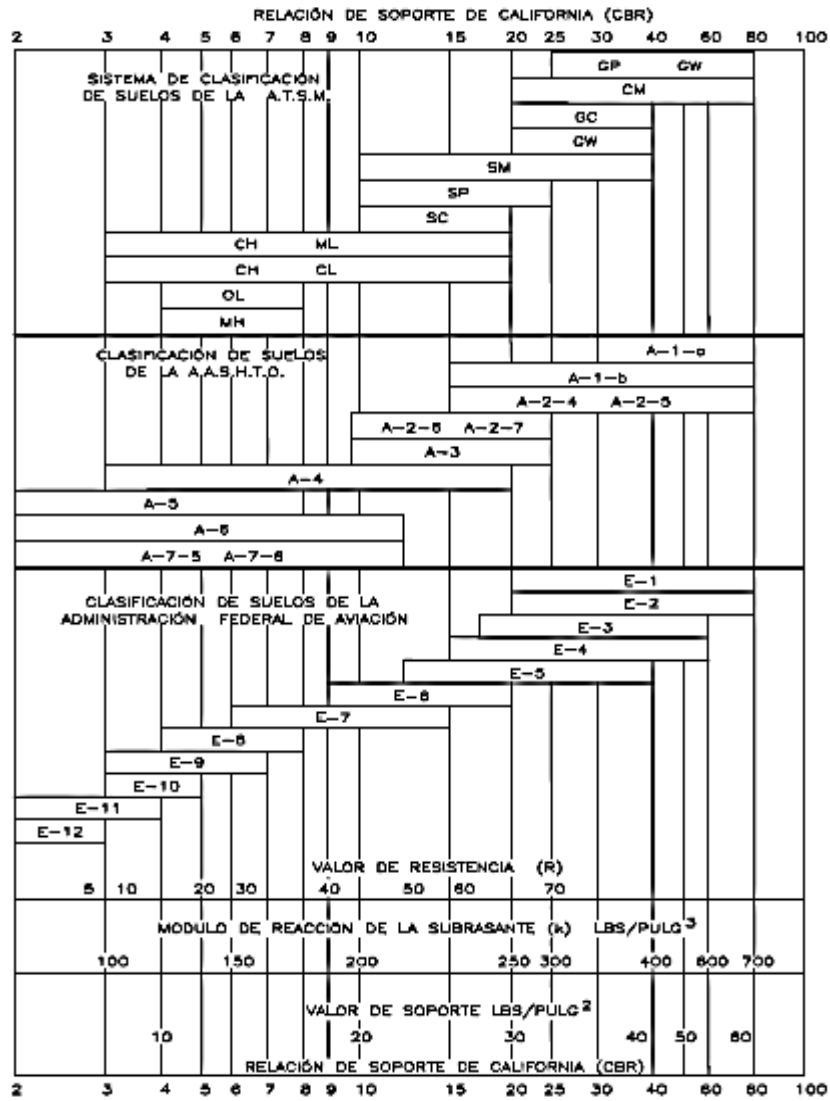 RELACIÓN DE SOPORTE DE CALIFORNIA (CBR)
2 3 4 5 6 7 8 9 10 15 20 25 30 40 60 80 100
SISTEMA DE CLASIFICACIÓN
DE SUELOS DE LA A.T.S.M.
GP GW
GM
GC
GW
SM
SP
SC
CH ML
CH CL
OL
MH
CLASIFICACIÓN DE SUELOS
DE LA A.A.S.H.T.O.
A-1-a
A-1-b
A-2-4 A-2-5
A-2-6 A-2-7
A-3
A-4
A-5
A-6
A-7-5 A-7-6
CLASIFICACIÓN DE SUELOS DE LA
ADMINISTRACIÓN FEDERAL DE AVIACIÓN
E-1
E-2
E-3
E-4
E-5
E-6
E-7
E-8
E-9
E-10
E-11
E-12
VALOR DE RESISTENCIA (R)
5 10 20 30 40 50 60 70
MODULO DE REACCIÓN DE LA SUBRASANTE (k) LBS/PULG³
100 150 200 250 300 400 600 700
VALOR DE SOPORTE LBS/PULG²
10 20 30 40 50 60
RELACIÓN DE SOPORTE DE CALIFORNIA (CBR)
2 3 4 5 6 7 8 9 10 15 20 25 30 40 60 80 100